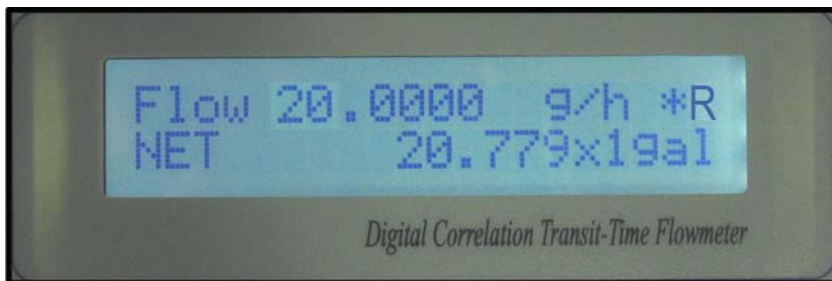 Flow 20.0000 g/h *R
NET 20.779x1gal
Digital Correlation Transit-Time Flowmeter